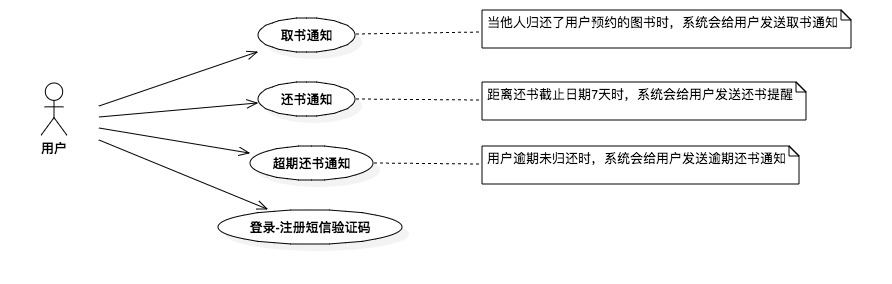 取书通知
当他人归还了用户预约的图书时，系统会给用户发送取书通知
还书通知
距离还书截止日期7天时，系统会给用户发送还书提醒
用户
超期还书通知
用户逾期未归还时，系统会给用户发送逾期还书通知
登录-注册短信验证码